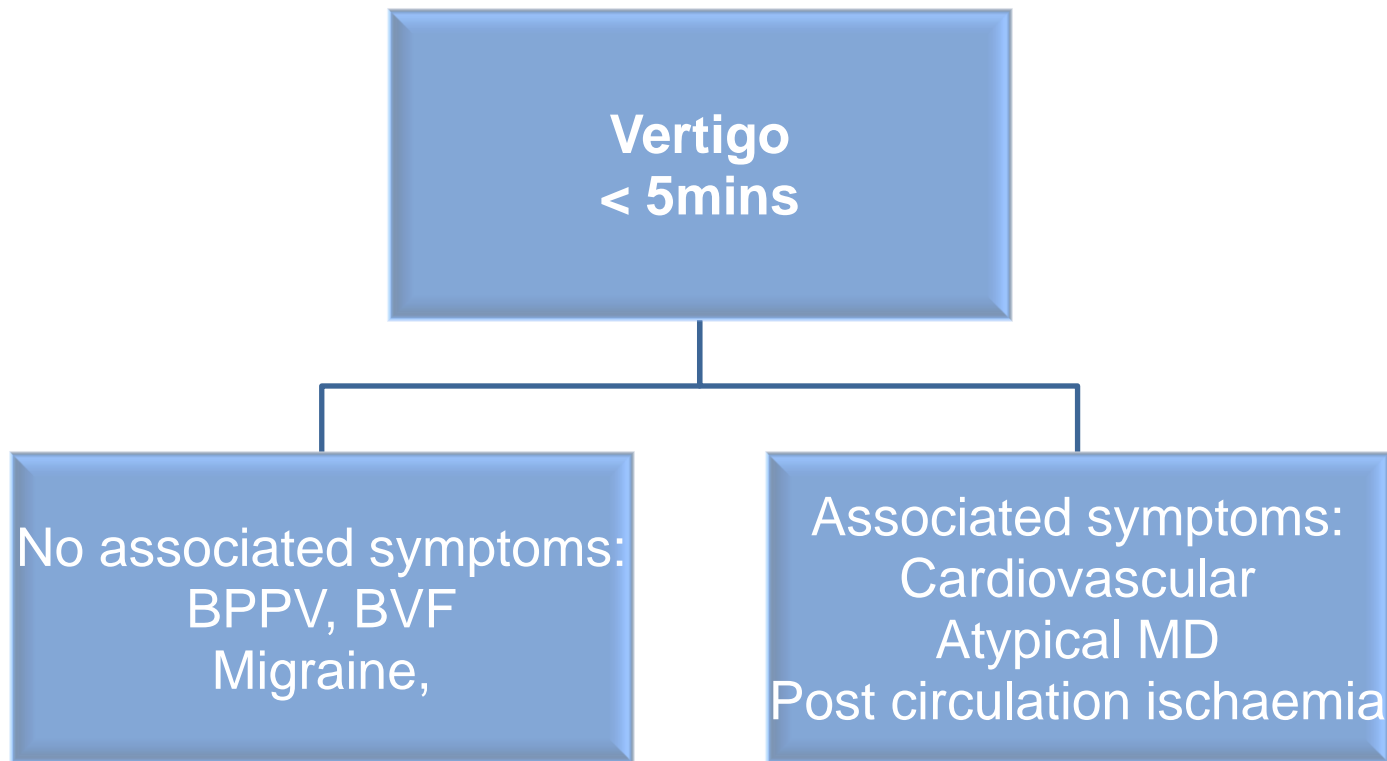 Vertigo
< 5mins
No associated symptoms:
BPPV, BVF
Migraine,
Associated symptoms:
Cardiovascular
Atypical MD
Post circulation ischaemia